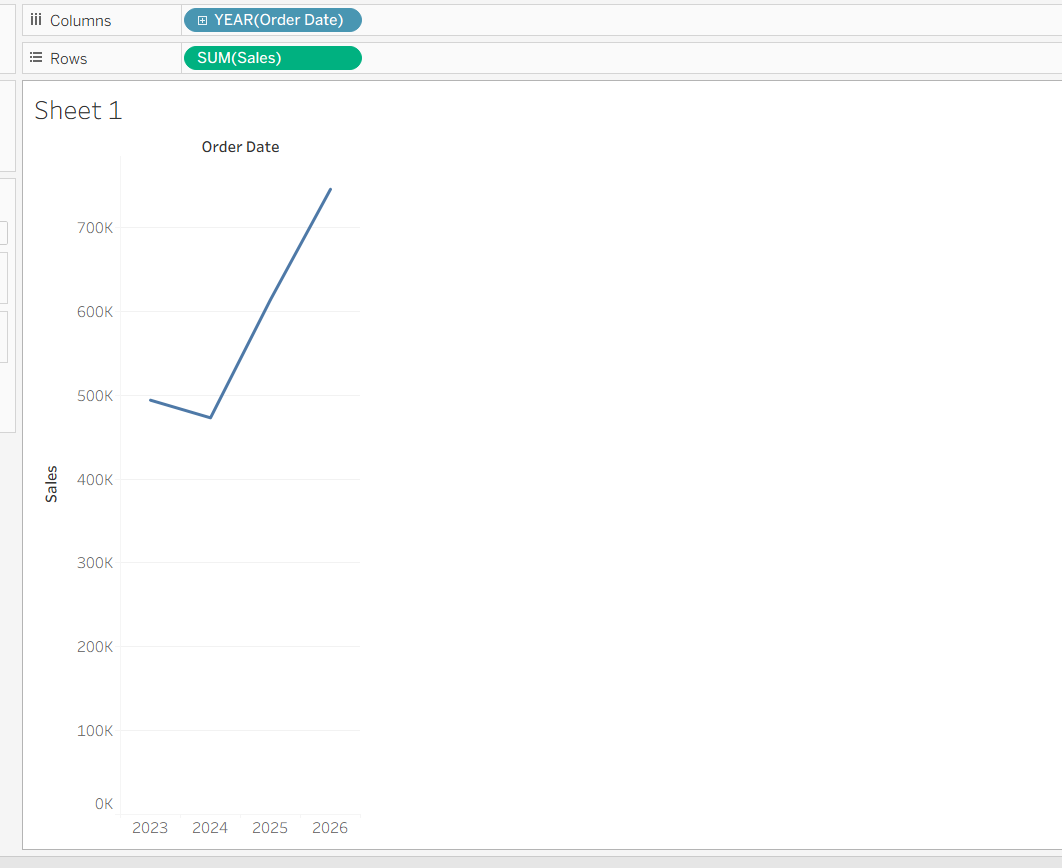 Columns
YEAR(Order Date)
Rows
SUM(Sales)
Sheet 1
Order Date
700K
600K
500K
400K
300K
200K
100K
0K
Sales
2023 2024 2025 2026